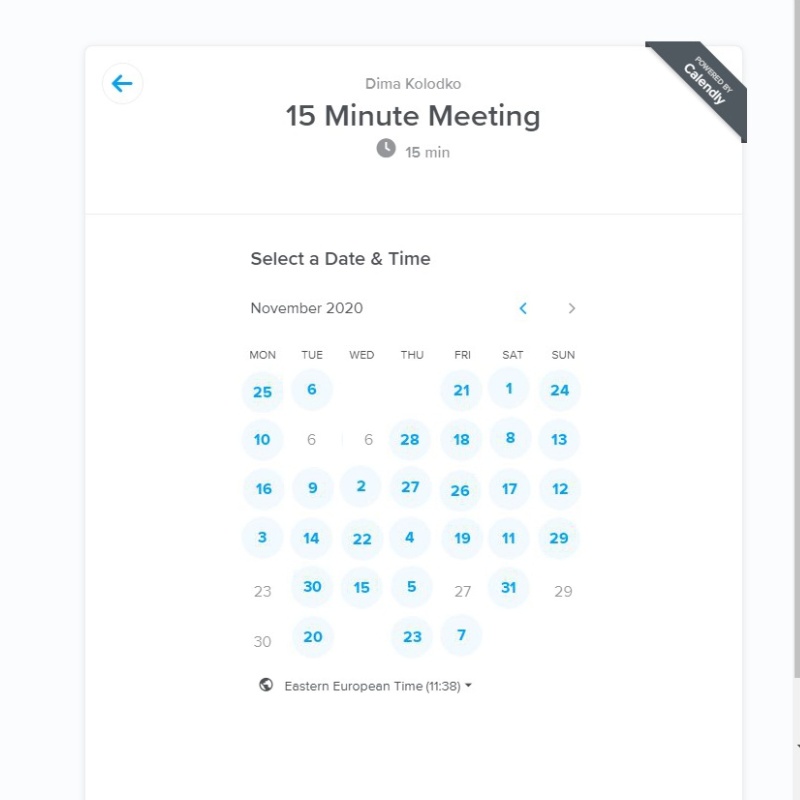 POWERED BY
Calendly
Dima Kolodko
15 Minute Meeting
15 min
Select a Date & Time
November 2020
MON TUE WED THU FRI SAT SUN
25 6 21 1 24
10 6 6 28 18 8 13
16 9 2 27 26 17 12
3 14 22 4 19 11 29
23 30 15 5 27 31 29
30 20 23 7
Eastern European Time (11:38)